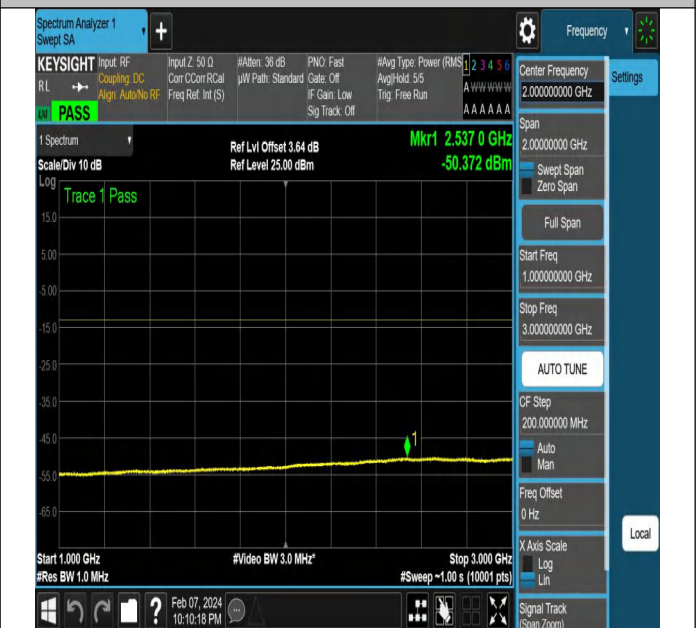 Spectrum Analyzer 1
Swept SA
Frequency
KEYSIGHT
RL
PASS
Input: RF
Coupling: DC
Align: Auto/No RF
Input Z: 50 Ω
Corr CCorr RCal
Freq Ref: Int (S)
#Atten: 36 dB
µW Path: Standard
PNO: Fast
Gate: Off
IF Gain: Low
Sig Track: Off
#Avg Type: Power (RMS
Avg|Hold: 5/5
Trig: Free Run
1 2 3 4 5 6
A W W W W W
A A A A A A
1 Spectrum
Scale/Div 10 dB
Log
Ref Lvl Offset 3.64 dB
Ref Level 25.00 dBm
Mkr1 2.537 0 GHz
-50.372 dBm
Trace 1 Pass
15.0
5.00
-5.00
-15.0
-25.0
-35.0
-45.0
-55.0
-65.0
1
Start 1.000 GHz
#Res BW 1.0 MHz
#Video BW 3.0 MHz*
Stop 3.000 GHz
#Sweep ~1.00 s (10001 pts)
?
Feb 07, 2024
10:10:18 PM
Center Frequency
2.000000000 GHz
Settings
Span
2.00000000 GHz
Swept Span
Zero Span
Full Span
Start Freq
1.000000000 GHz
Stop Freq
3.000000000 GHz
AUTO TUNE
CF Step
200.000000 MHz
Auto
Man
Freq Offset
0 Hz
X Axis Scale
Log
Lin
Local
Signal Track
(Span Zoom)